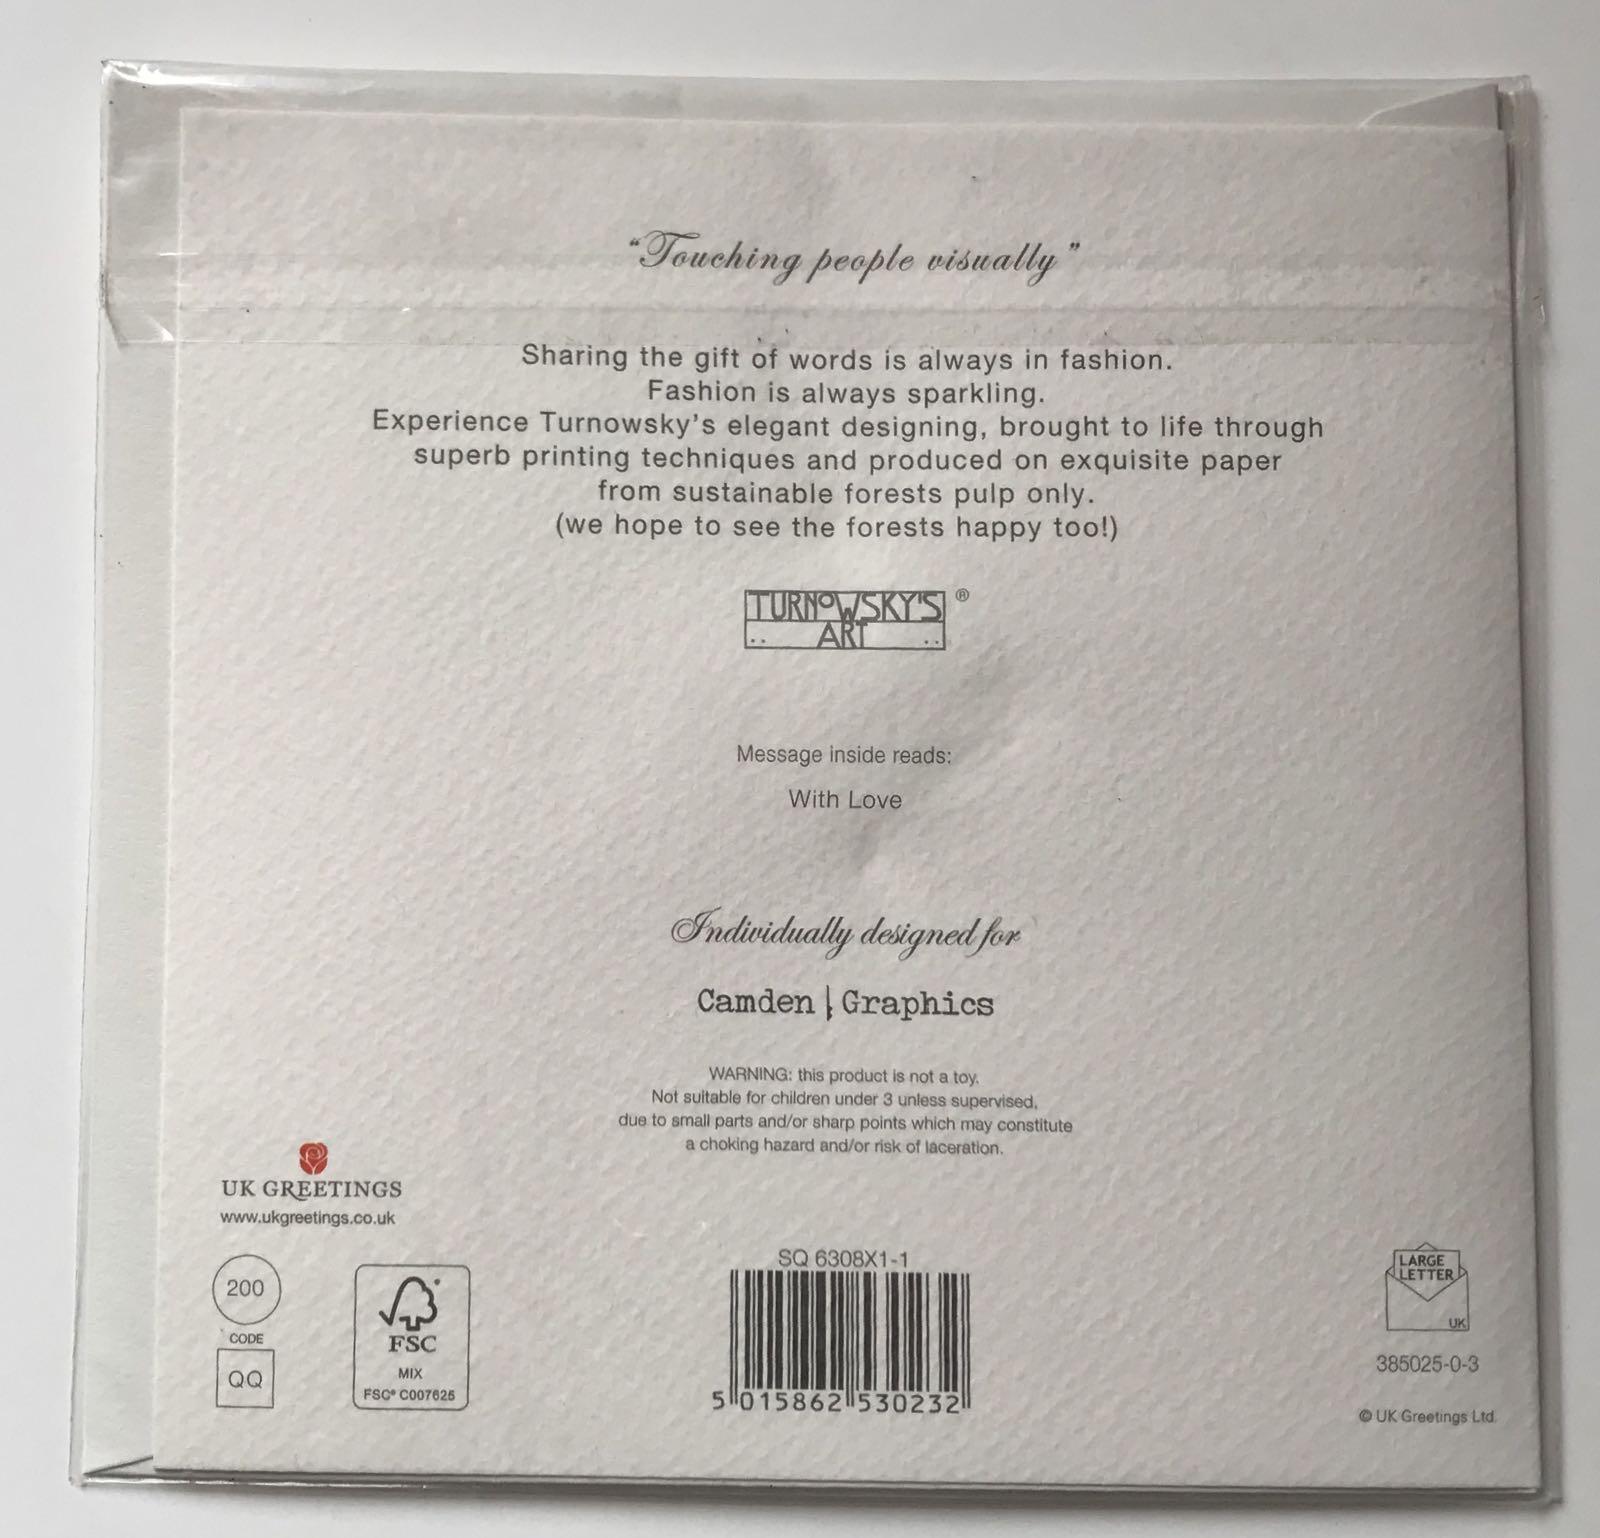 “Touching people visually”
Sharing the gift of words is always in fashion.
Fashion is always sparkling.
Experience Turnowsky's elegant designing, brought to life through
superb printing techniques and produced on exquisite paper
from sustainable forests pulp only.
(we hope to see the forests happy too!)
TURNOWSKY'S ®
ART
Message inside reads:
With Love
Individually designed for
Camden | Graphics
WARNING: this product is not a toy.
Not suitable for children under 3 unless supervised,
due to small parts and/or sharp points which may constitute
a choking hazard and/or risk of laceration.
UK GREETINGS
www.ukgreetings.co.uk
200
CODE
QQ
FSC
MIX
FSC® C007625
SQ 6308X1-1
5 015862 530232
LARGE
LETTER
UK
385025-0-3
© UK Greetings Ltd.